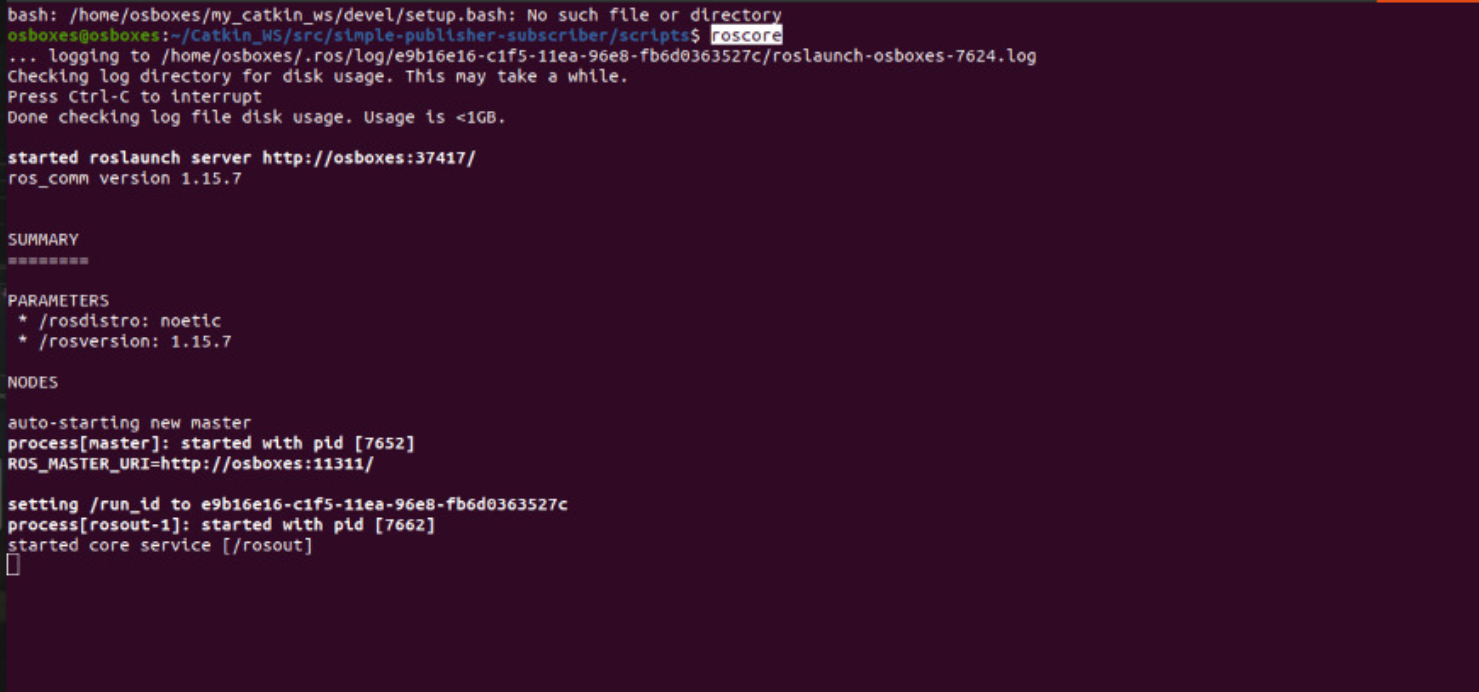 bash: /home/osboxes/my_catkin_ws/devel/setup.bash: No such file or directory
osboxes@osboxes:~/Catkin_WS/src/simple-publisher-subscriber/scripts$ roscore
... logging to /home/osboxes/.ros/log/e9b16e16-c1f5-11ea-96e8-fb6d0363527c/roslaunch-osboxes-7624.log
Checking log directory for disk usage. This may take a while.
Press Ctrl-C to interrupt
Done checking log file disk usage. Usage is <1GB.
started roslaunch server http://osboxes:37417/
ros_comm version 1.15.7
SUMMARY
========
PARAMETERS
* /rosdistro: noetic
* /rosversion: 1.15.7
NODES
auto-starting new master
process[master]: started with pid [7652]
ROS_MASTER_URI=http://osboxes:11311/
setting /run_id to e9b16e16-c1f5-11ea-96e8-fb6d0363527c
process[rosout-1]: started with pid [7662]
started core service [/rosout]